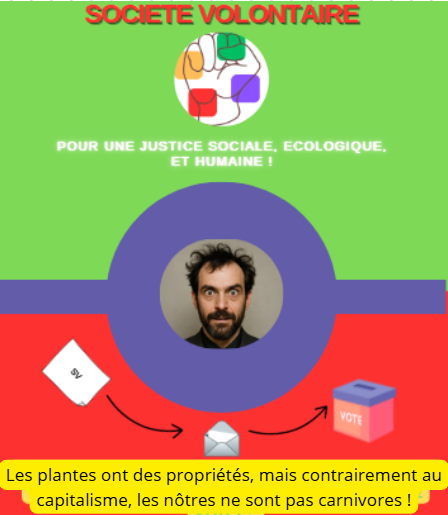 SOCIETE VOLONTAIRE
POUR UNE JUSTICE SOCIALE, ECOLOGIQUE,
ET HUMAINE !
SV
VOTE
Les plantes ont des propriétés, mais contrairement au
capitalisme, les nôtres ne sont pas carnivores !